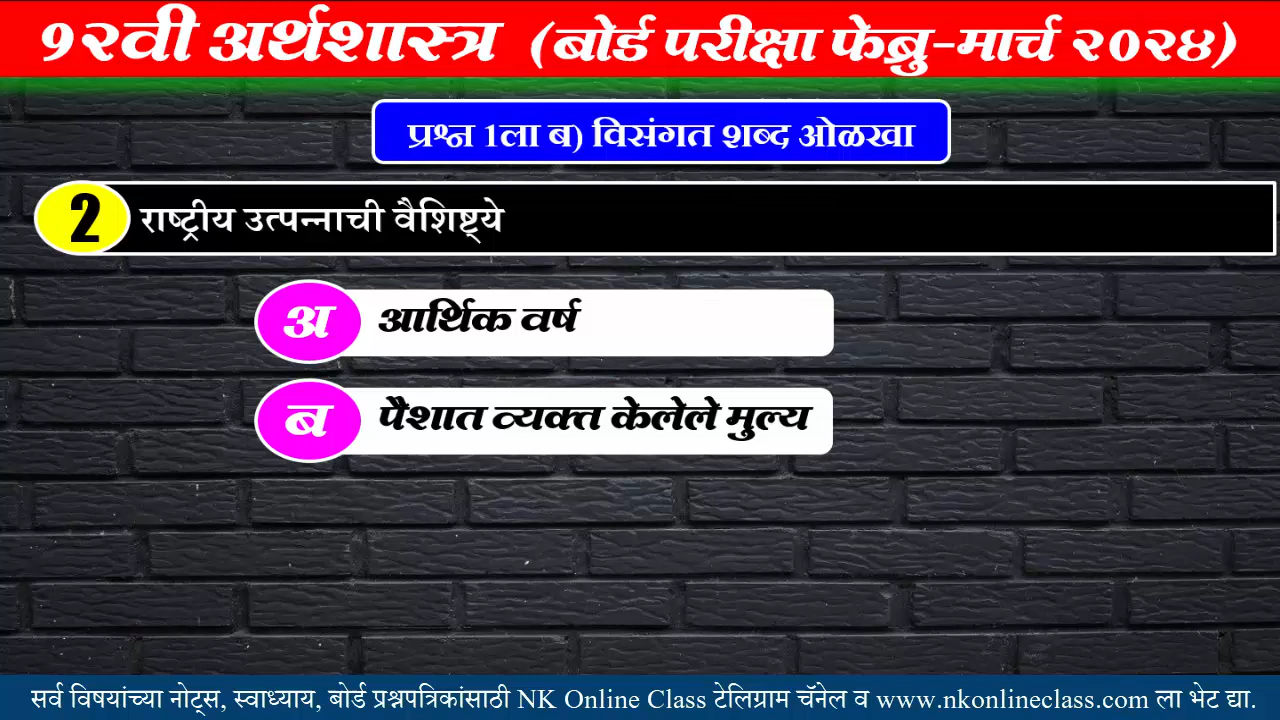 १२वी अर्थशास्त्र (बोर्ड परीक्षा फेब्रु-मार्च २०२४)
प्रश्न 1ला ब) विसंगत शब्द ओळखा
2 राष्ट्रीय उत्पन्नाची वैशिष्ट्ये
अ आर्थिक वर्ष
ब पैशात व्यक्त केलेले मुल्य
सर्व विषयांच्या नोट्स, स्वाध्याय, बोर्ड प्रश्नपत्रिकांसाठी NK Online Class टेलिग्राम चॅनेल व www.nkonlineclass.com ला भेट द्या.